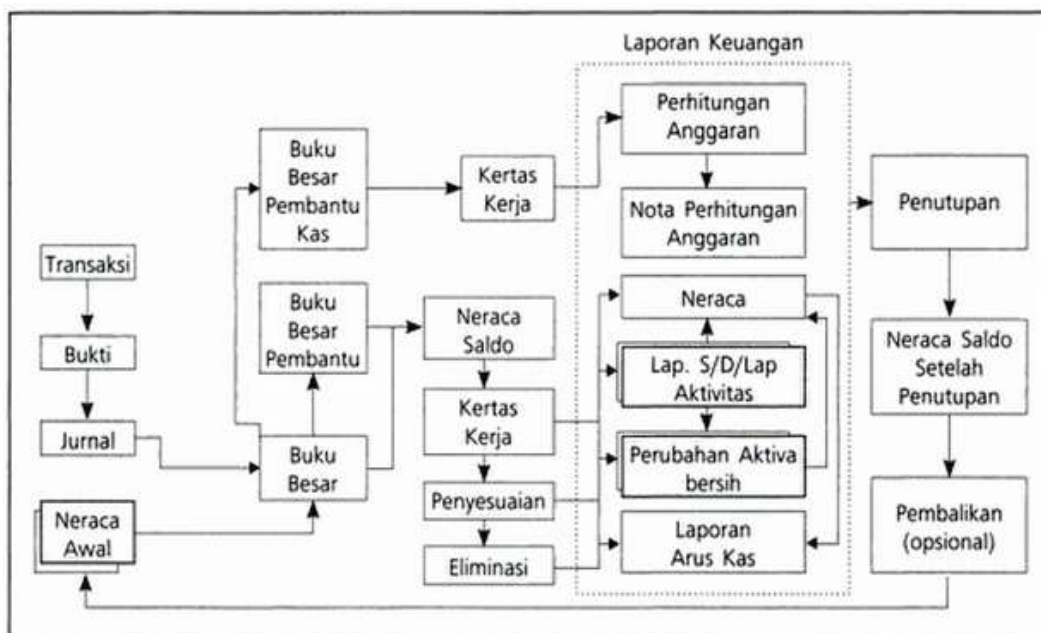 Laporan Keuangan
Perhitungan
Anggaran
Buku
Besar
Pembantu
Kas
Kertas
Kerja
Nota Perhitungan
Anggaran
Penutupan
Transaksi
Bukti
Jurnal
Neraca
Awal
Buku
Besar
Pembantu
Buku
Besar
Neraca
Saldo
Kertas
Kerja
Penyesuaian
Eliminasi
Neraca
Lap. S/D/Lap
Aktivitas
Perubahan Aktiva
bersih
Laporan
Arus Kas
Neraca Saldo
Setelah
Penutupan
Pembalikan
(opsional)